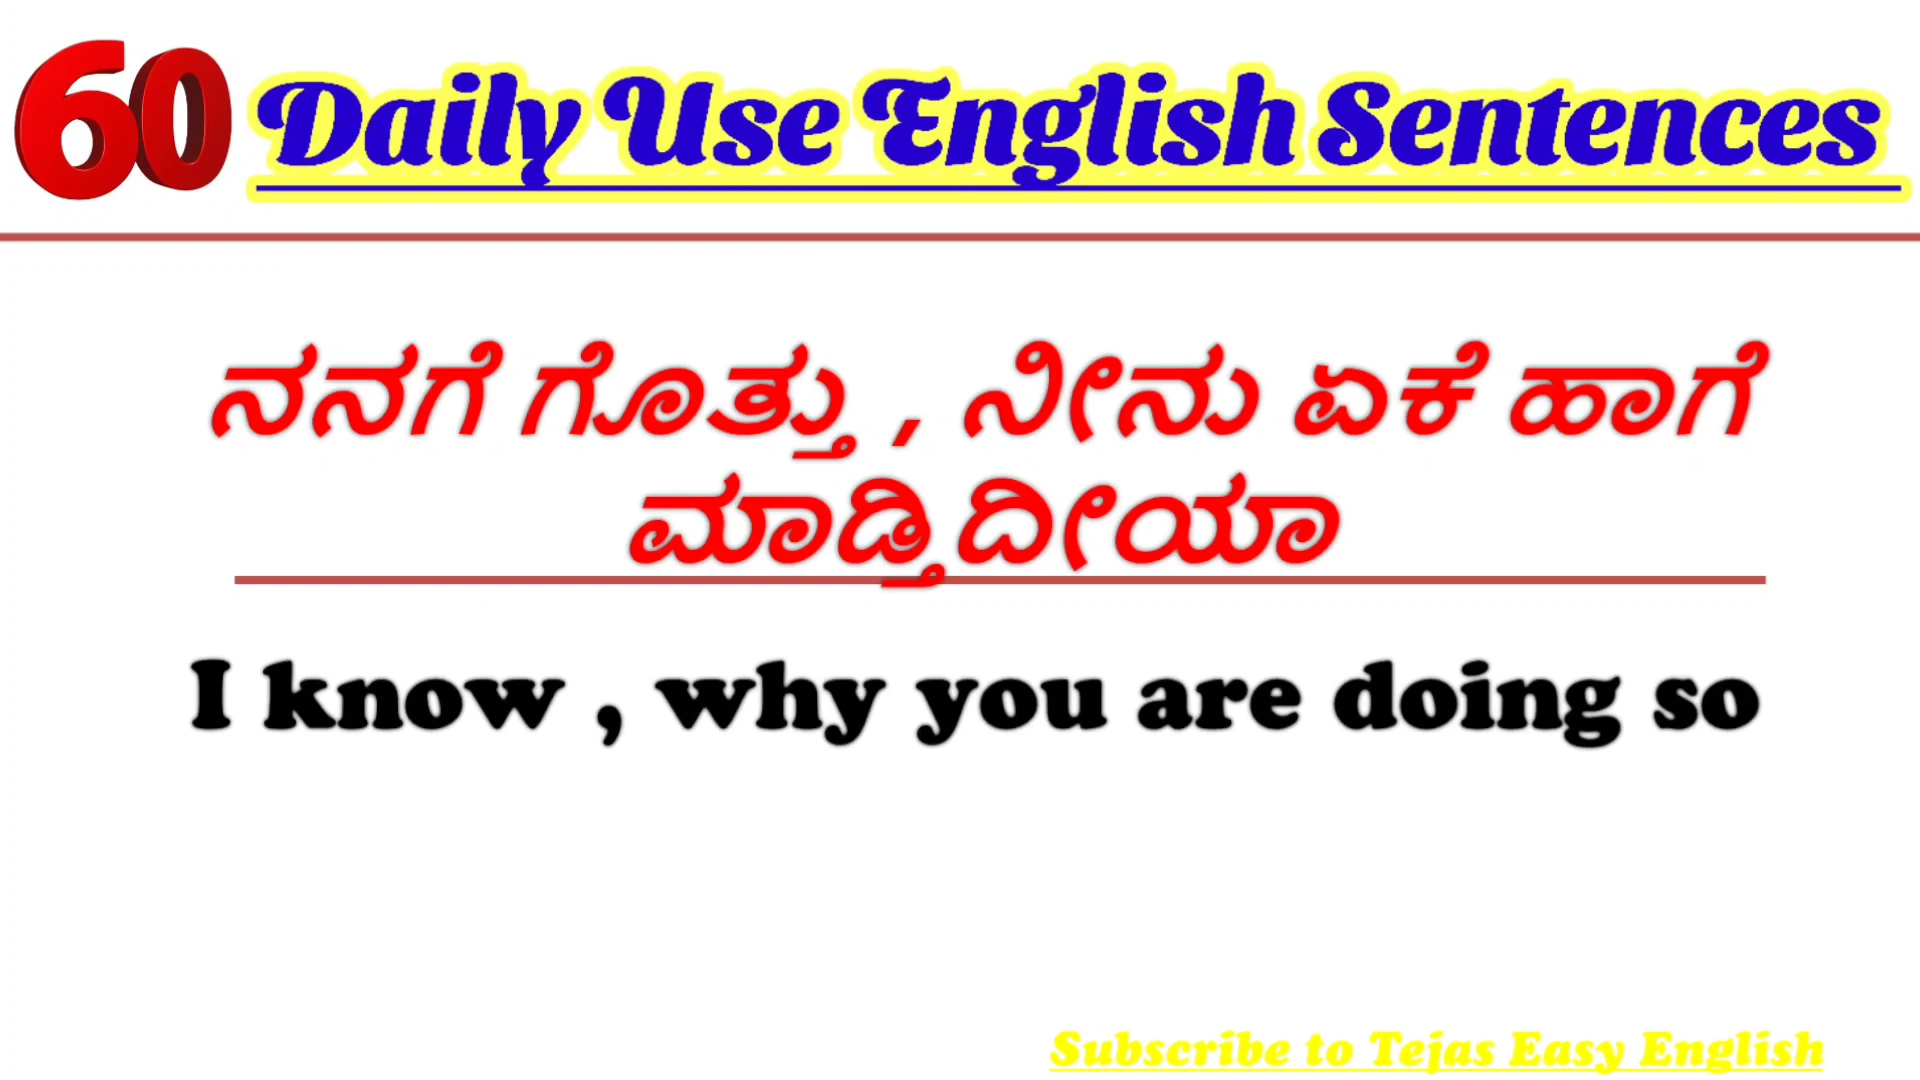 60 Daily Use English Sentences
ನನಗೆ ಗೊತ್ತು , ನೀನು ಏಕೆ ಹಾಗೆ
ಮಾಡ್ತಿದೀಯಾ
I know , why you are doing so
Subscribe to Tejas Easy English